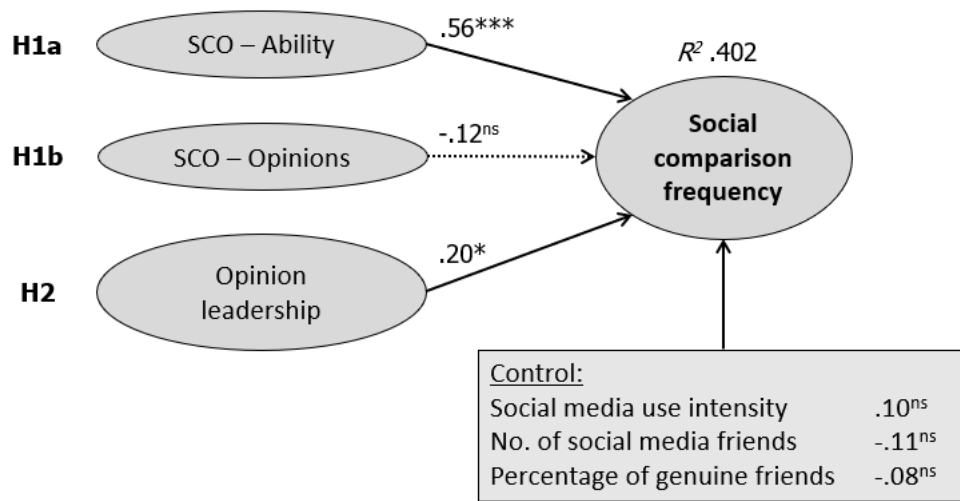 H1a
SCO – Ability
.56***
R² .402
H1b
SCO – Opinions
-.12ⁿˢ
Social
comparison
frequency
H2
Opinion
leadership
.20*
Control:
Social media use intensity .10ⁿˢ
No. of social media friends -.11ⁿˢ
Percentage of genuine friends -.08ⁿˢ